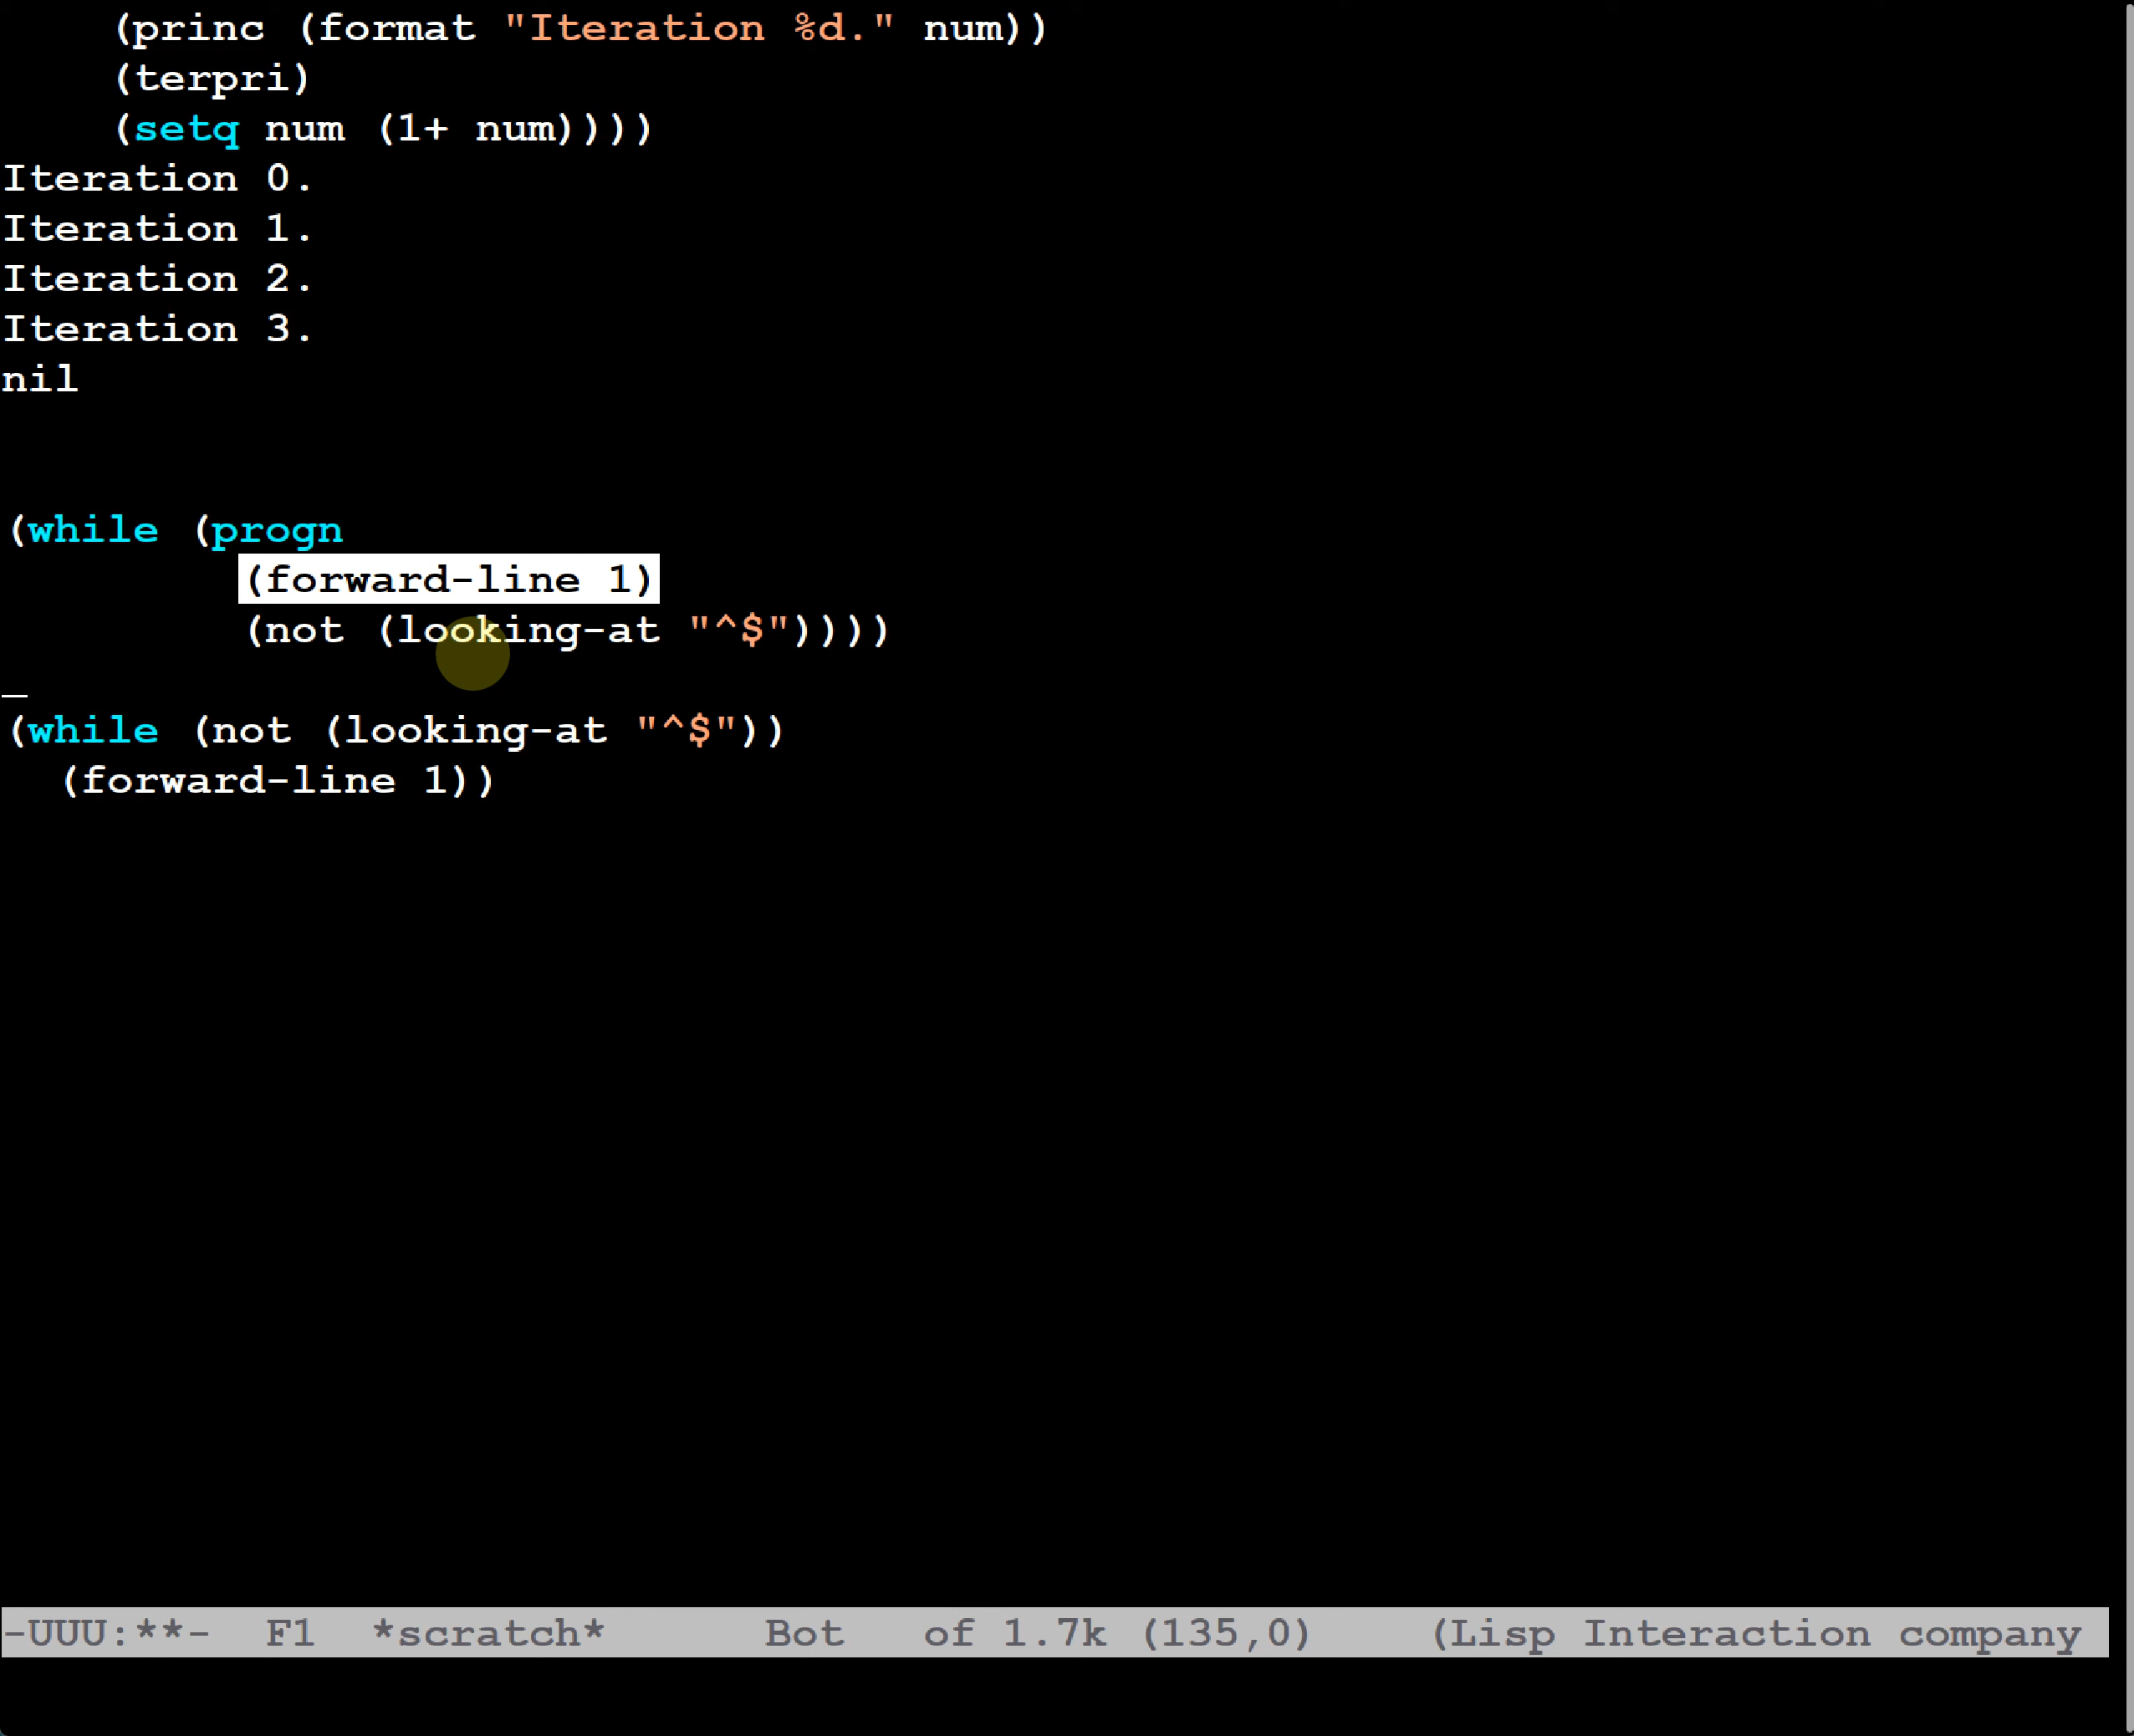 (princ (format "Iteration %d." num))
(terpri)
(setq num (1+ num))))
Iteration 0.
Iteration 1.
Iteration 2.
Iteration 3.
nil
(while (progn
(forward-line 1)
(not (looking-at "^$"))))
(while (not (looking-at "^$"))
(forward-line 1))
-UUU:**-  F1  *scratch*      Bot   of 1.7k (135,0)    (Lisp Interaction company